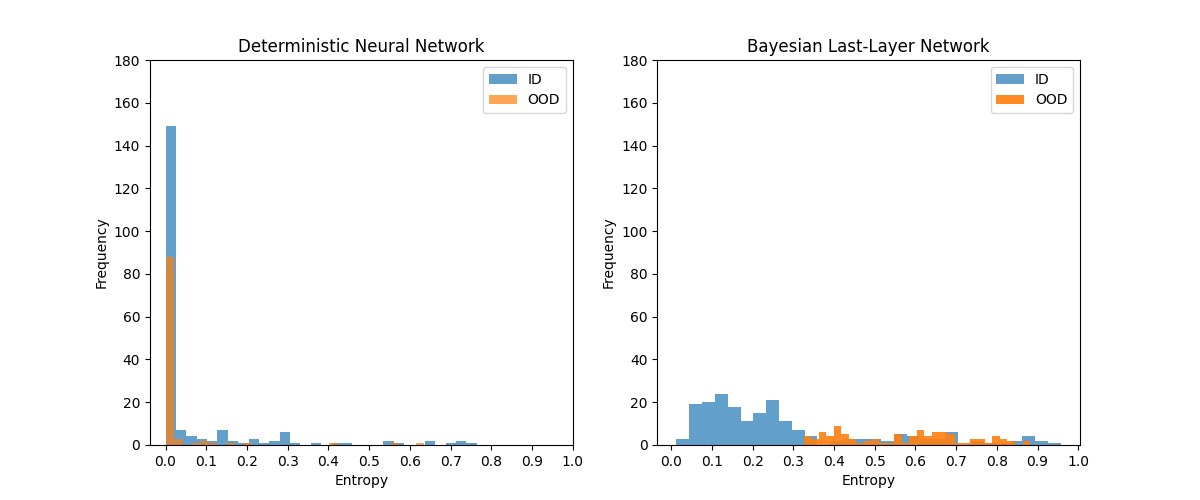 Deterministic Neural Network
180
160
140
120
100
80
60
40
20
0
Frequency
0.0 0.1 0.2 0.3 0.4 0.5 0.6 0.7 0.8 0.9 1.0
Entropy
ID
OOD
Bayesian Last-Layer Network
180
160
140
120
100
80
60
40
20
0
Frequency
0.0 0.1 0.2 0.3 0.4 0.5 0.6 0.7 0.8 0.9 1.0
Entropy
ID
OOD